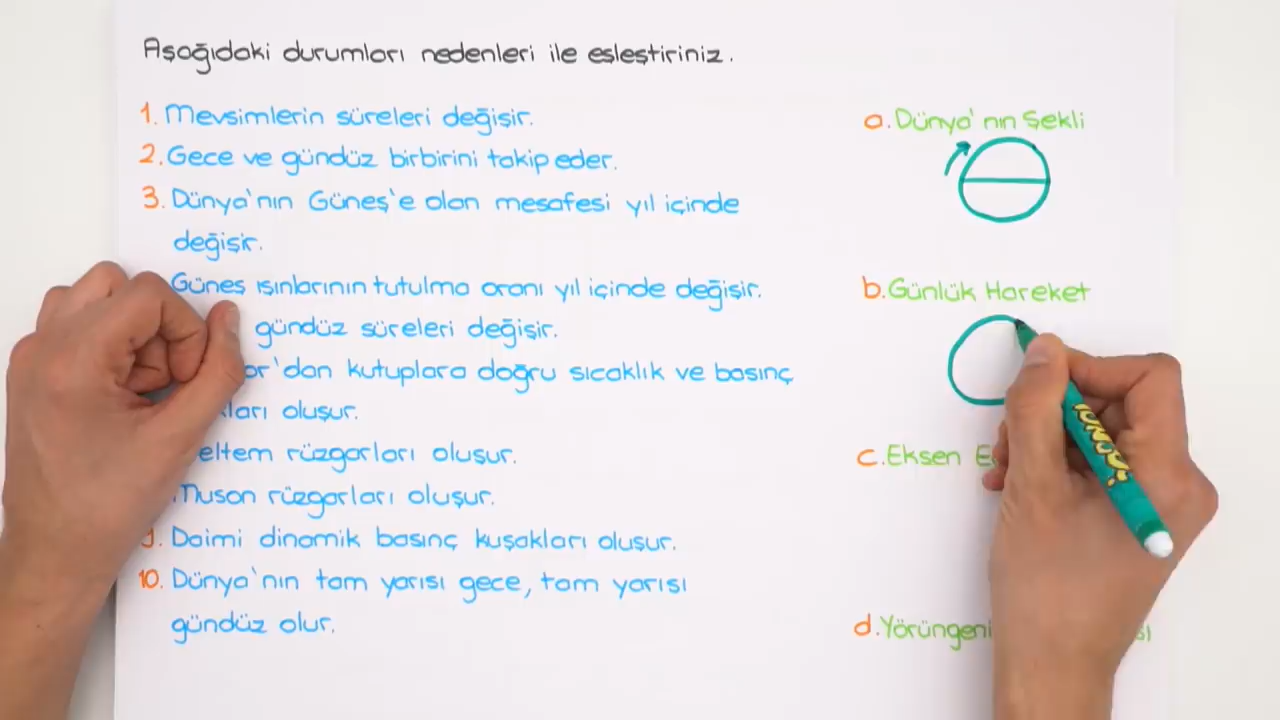 Aşağıdaki durumları nedenleri ile eşleştiriniz.
1. Mevsimlerin süreleri değişir.
2. Gece ve gündüz birbirini takip eder.
3. Dünya'nın Güneş'e olan mesafesi yıl içinde
değişir.
Güneş ışınlarının tutulma oranı yıl içinde değişir.
gündüz süreleri değişir.
kutuplara doğru sıcaklık ve basınç
oluşur.
rüzgarları oluşur.
Muson rüzgarları oluşur.
9. Daimi dinamik basınç kuşakları oluşur.
10. Dünya'nın tam yarısı gece, tam yarısı
gündüz olur.
a. Dünya'nın Şekli
b. Günlük Hareket
c. Eksen
d.